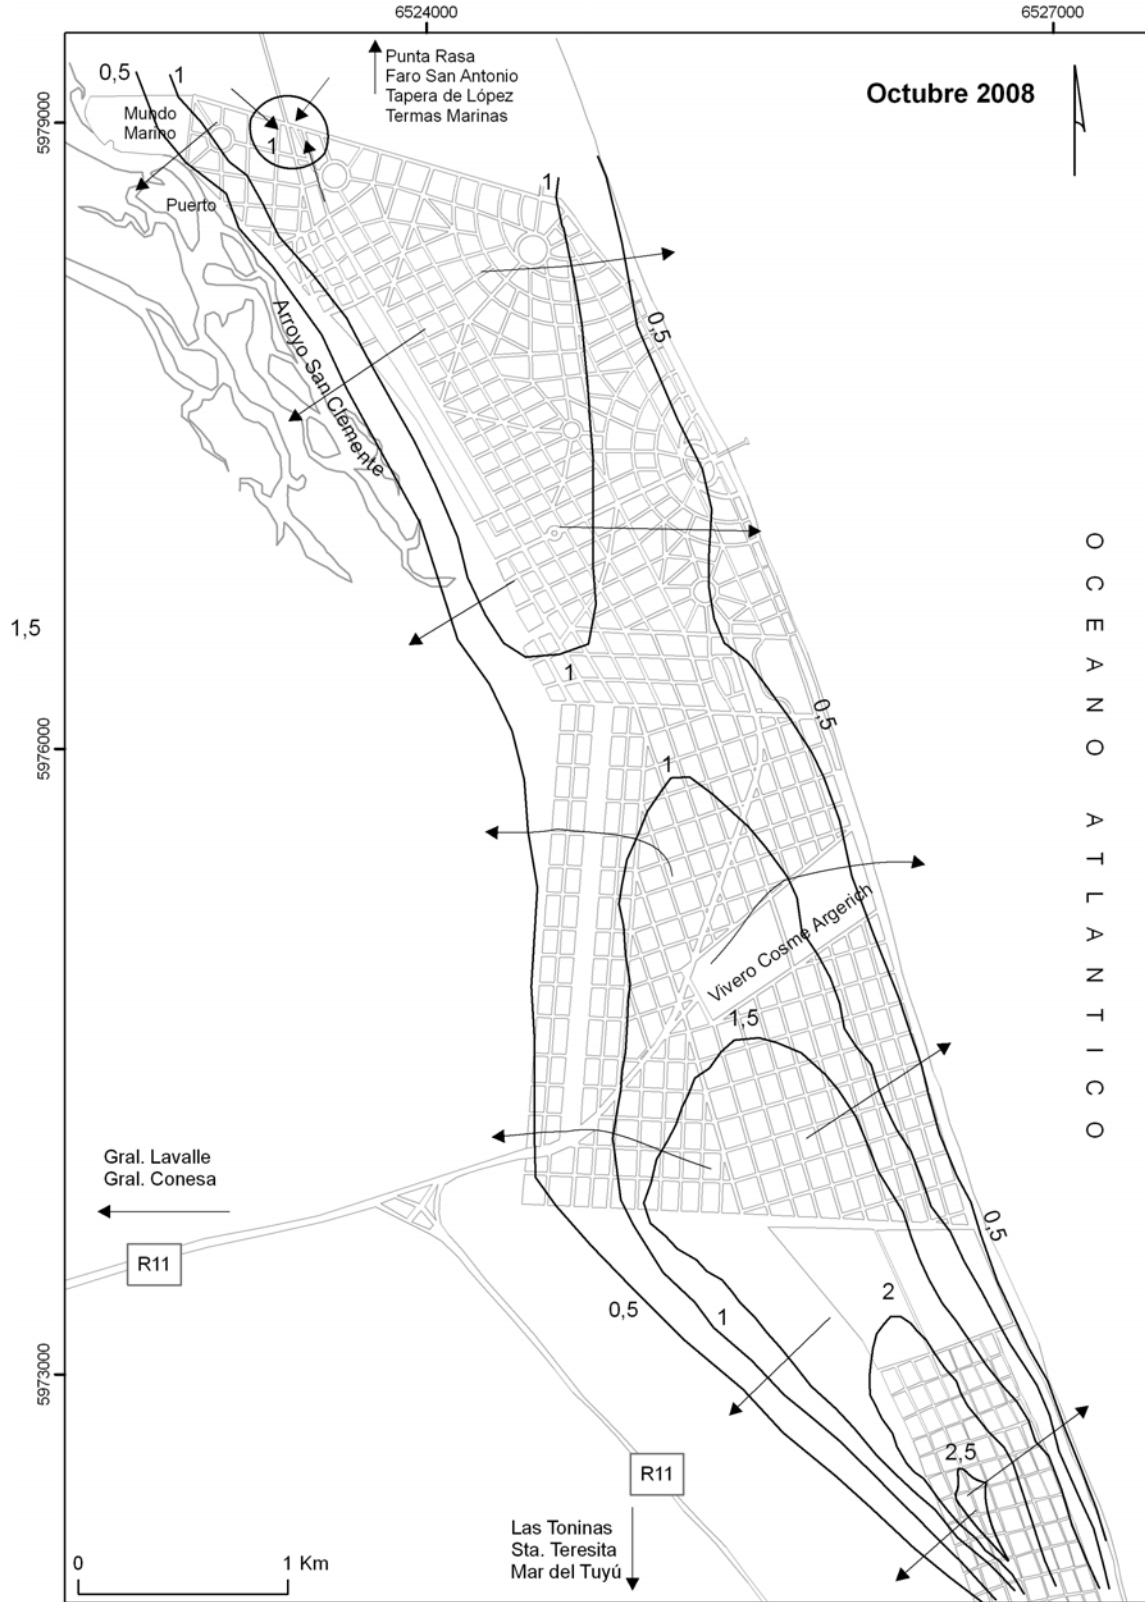 6524000
6527000
0,5
1
Punta Rasa
Faro San Antonio
Tapera de López
Termas Marinas
Octubre 2008
5979000
Mundo
Marino
1
Puerto
1
Arroyo San Clemente
0,5
OCEANO ATLANTICO
1,5
1
0,5
5976000
1
Vivero Cosme Argerich
1,5
Gral. Lavalle
Gral. Conesa
R11
0,5
0,5
1
2
5973000
2,5
R11
Las Toninas
Sta. Teresita
Mar del Tuyú
0
1 Km